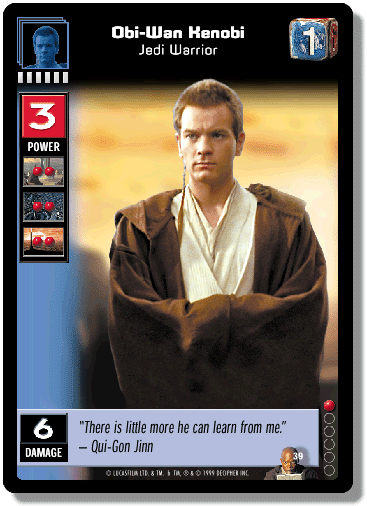 Obi-Wan Kenobi
Jedi Warrior
1
3
POWER
6
DAMAGE
"There is little more he can learn from me."
– Qui-Gon Jinn
39
© LUCASFILM LTD. & TM, & TM, ® & © 1999 DECIPHER INC.